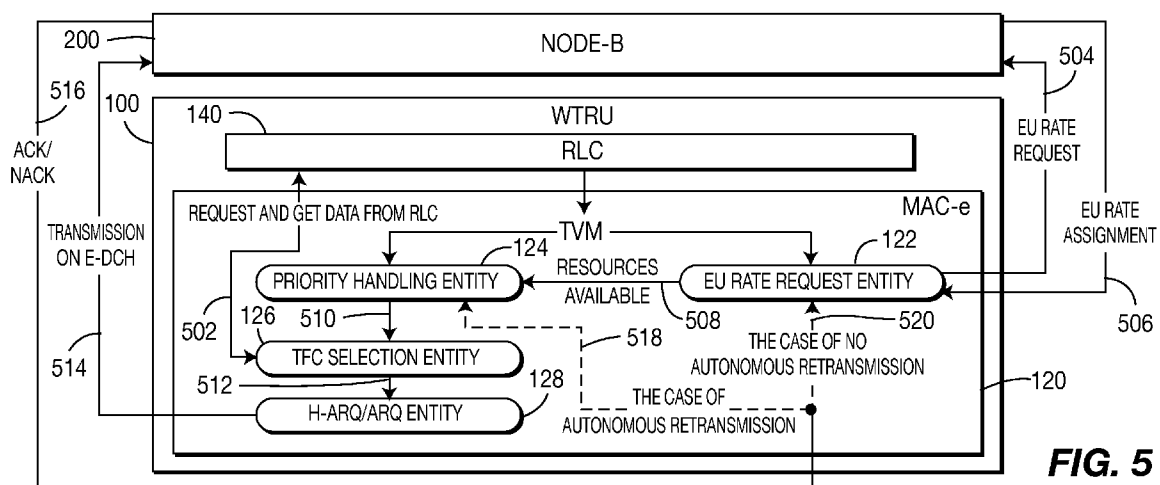 200
NODE-B
516
504
100
WTRU
140
ACK/
NACK
RLC
EU RATE
REQUEST
REQUEST AND GET DATA FROM RLC
MAC-e
TRANSMISSION
ON E-DCH
TVM
124
122
EU RATE
ASSIGNMENT
PRIORITY HANDLING ENTITY
RESOURCES
AVAILABLE
EU RATE REQUEST ENTITY
502
510
508
520
506
126
518
THE CASE OF NO
AUTONOMOUS RETRANSMISSION
514
TFC SELECTION ENTITY
512
128
120
H-ARQ/ARQ ENTITY
THE CASE OF
AUTONOMOUS RETRANSMISSION
FIG. 5